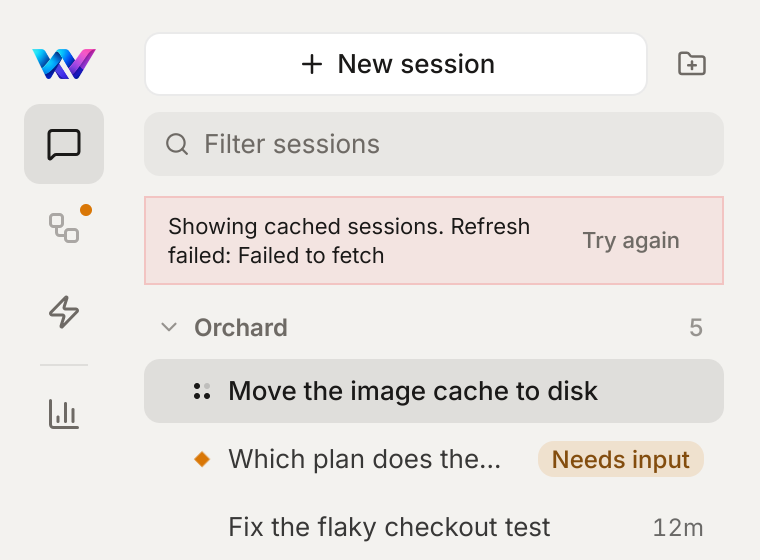 New session
Filter sessions
Showing cached sessions. Refresh
failed: Failed to fetch
Try again
Orchard 5
Move the image cache to disk
Which plan does the... Needs input
Fix the flaky checkout test 12m